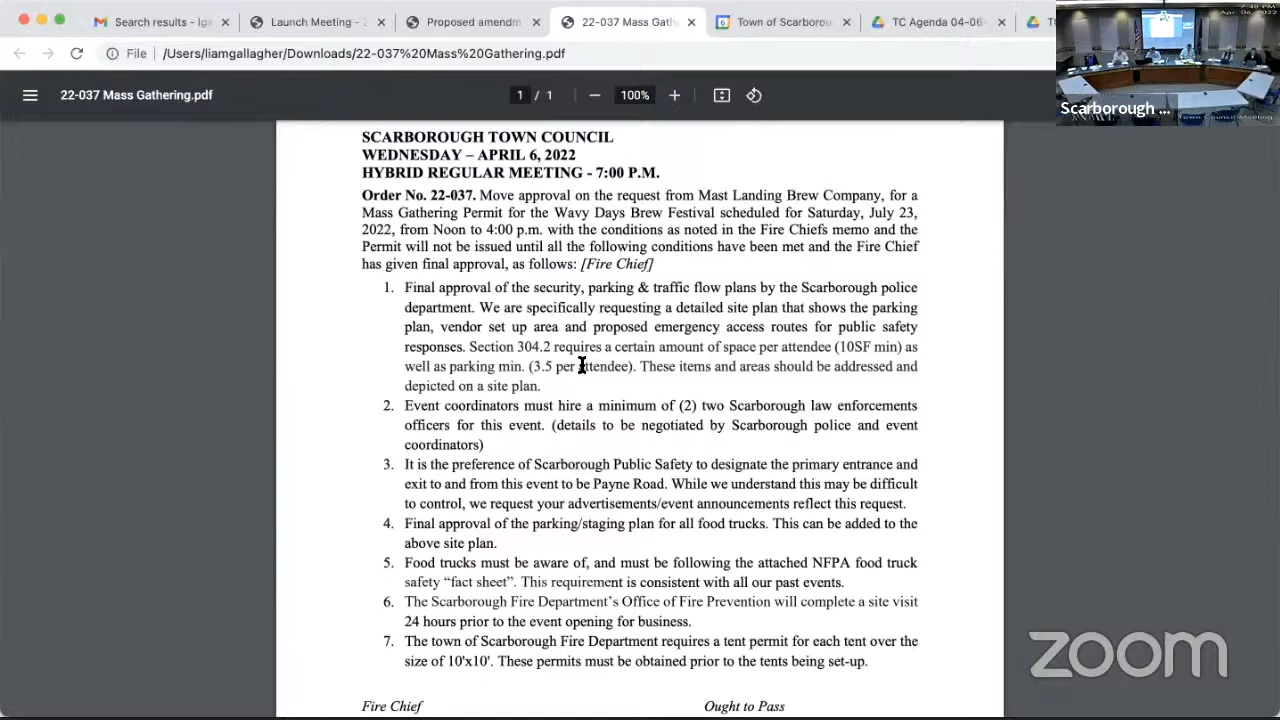 Search results - lga
Launch Meeting - Z
Proposed amendm
22-037 Mass Gath
Town of Scarborou
TC Agenda 04-06-
File
/Users/liamgallagher/Downloads/22-037%20Mass%20Gathering.pdf
22-037 Mass Gathering.pdf
1 / 1
100%
Apr. 06, 2022
Scarborough ...
Town Council Meeting
SCARBOROUGH TOWN COUNCIL
WEDNESDAY – APRIL 6, 2022
HYBRID REGULAR MEETING - 7:00 P.M.
Order No. 22-037. Move approval on the request from Mast Landing Brew Company, for a
Mass Gathering Permit for the Wavy Days Brew Festival scheduled for Saturday, July 23,
2022, from Noon to 4:00 p.m. with the conditions as noted in the Fire Chiefs memo and the
Permit will not be issued until all the following conditions have been met and the Fire Chief
has given final approval, as follows: [Fire Chief]
1. Final approval of the security, parking & traffic flow plans by the Scarborough police
department. We are specifically requesting a detailed site plan that shows the parking
plan, vendor set up area and proposed emergency access routes for public safety
responses. Section 304.2 requires a certain amount of space per attendee (10SF min) as
well as parking min. (3.5 per attendee). These items and areas should be addressed and
depicted on a site plan.
2. Event coordinators must hire a minimum of (2) two Scarborough law enforcements
officers for this event. (details to be negotiated by Scarborough police and event
coordinators)
3. It is the preference of Scarborough Public Safety to designate the primary entrance and
exit to and from this event to be Payne Road. While we understand this may be difficult
to control, we request your advertisements/event announcements reflect this request.
4. Final approval of the parking/staging plan for all food trucks. This can be added to the
above site plan.
5. Food trucks must be aware of, and must be following the attached NFPA food truck
safety “fact sheet”. This requirement is consistent with all our past events.
6. The Scarborough Fire Department’s Office of Fire Prevention will complete a site visit
24 hours prior to the event opening for business.
7. The town of Scarborough Fire Department requires a tent permit for each tent over the
size of 10'x10'. These permits must be obtained prior to the tents being set-up.
Fire Chief
Ought to Pass
zoom